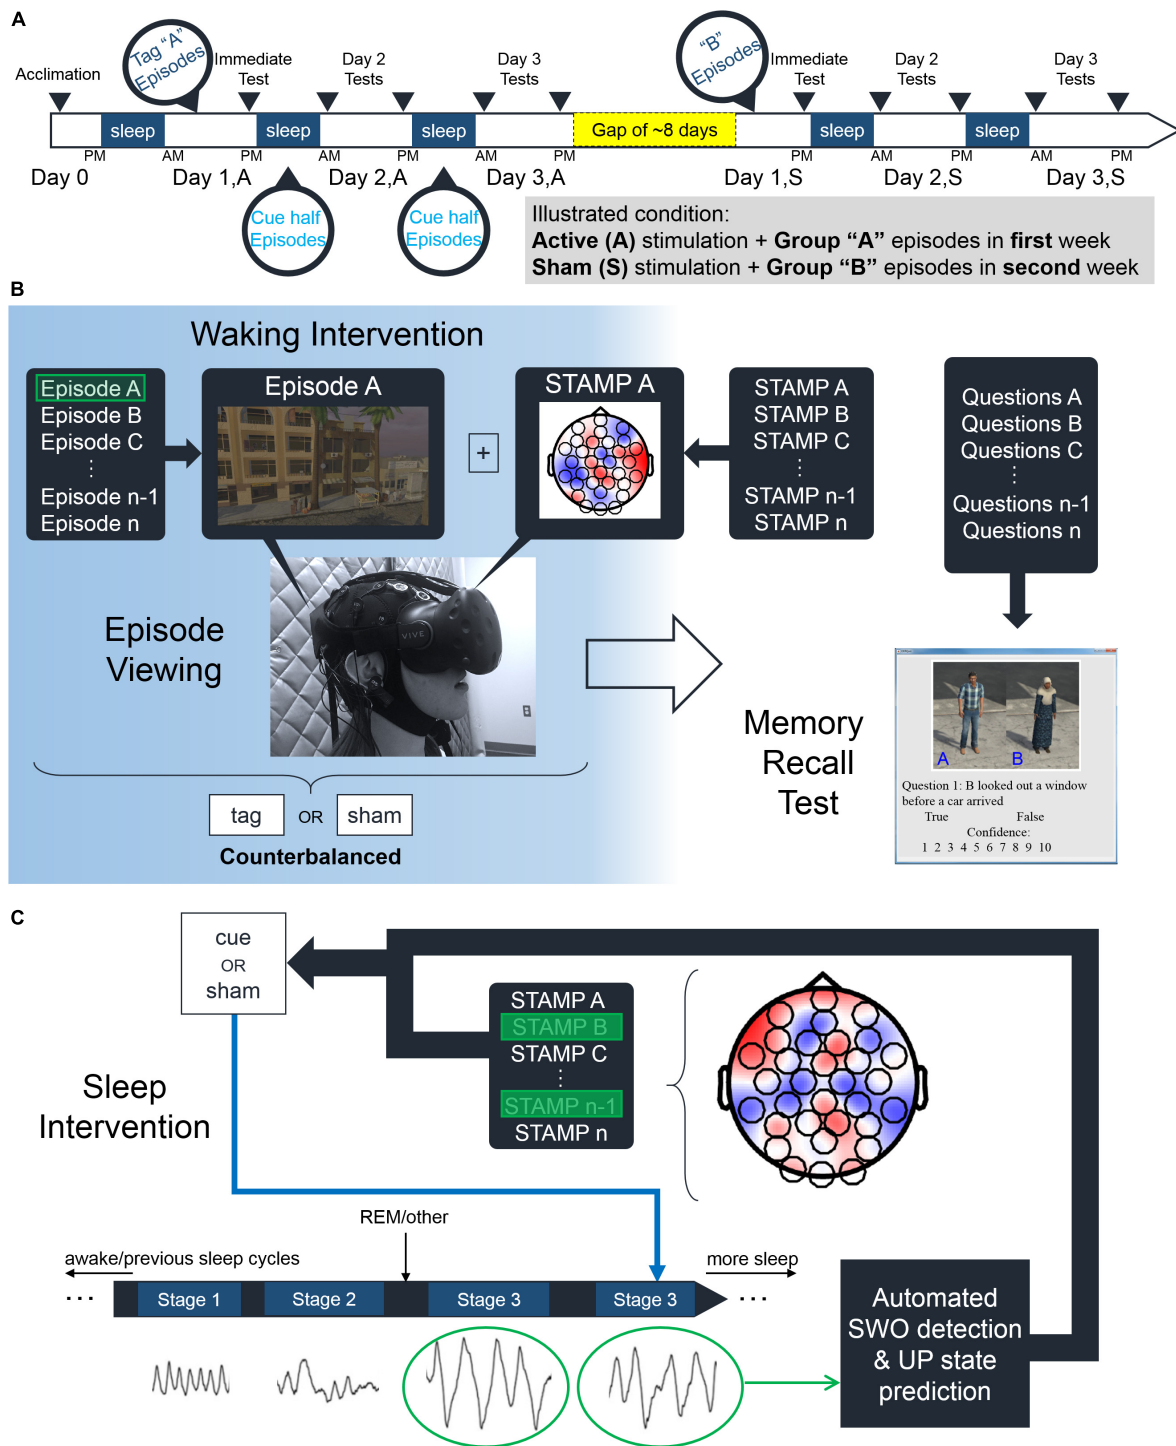 A
Tag "A"
Episodes
"B"
Episodes
Acclimation
Immediate
Test
Day 2
Tests
Day 3
Tests
Immediate
Test
Day 2
Tests
Day 3
Tests
sleep
sleep
sleep
Gap of ~8 days
sleep
sleep
PM
AM
PM
AM
PM
AM
PM
PM
AM
PM
AM
PM
Day 0
Day 1,A
Day 2,A
Day 3,A
Day 1,S
Day 2,S
Day 3,S
Cue half
Episodes
Cue half
Episodes
Illustrated condition:
Active (A) stimulation + Group "A" episodes in first week
Sham (S) stimulation + Group "B" episodes in second week
B
Waking Intervention
Episode A
Episode B
Episode C
⋮
Episode n-1
Episode n
Episode A
+
STAMP A
STAMP A
STAMP B
STAMP C
⋮
STAMP n-1
STAMP n
Questions A
Questions B
Questions C
⋮
Questions n-1
Questions n
VIVE
Episode
Viewing
tag
OR
sham
Counterbalanced
Memory
Recall
Test
A
B
Question 1: B looked out a window
before a car arrived
True
False
Confidence:
1 2 3 4 5 6 7 8 9 10
C
cue
OR
sham
STAMP A
STAMP B
STAMP C
⋮
STAMP n-1
STAMP n
Sleep
Intervention
REM/other
awake/previous sleep cycles
more sleep
...
Stage 1
Stage 2
Stage 3
Stage 3
...
Automated
SWO detection
& UP state
prediction